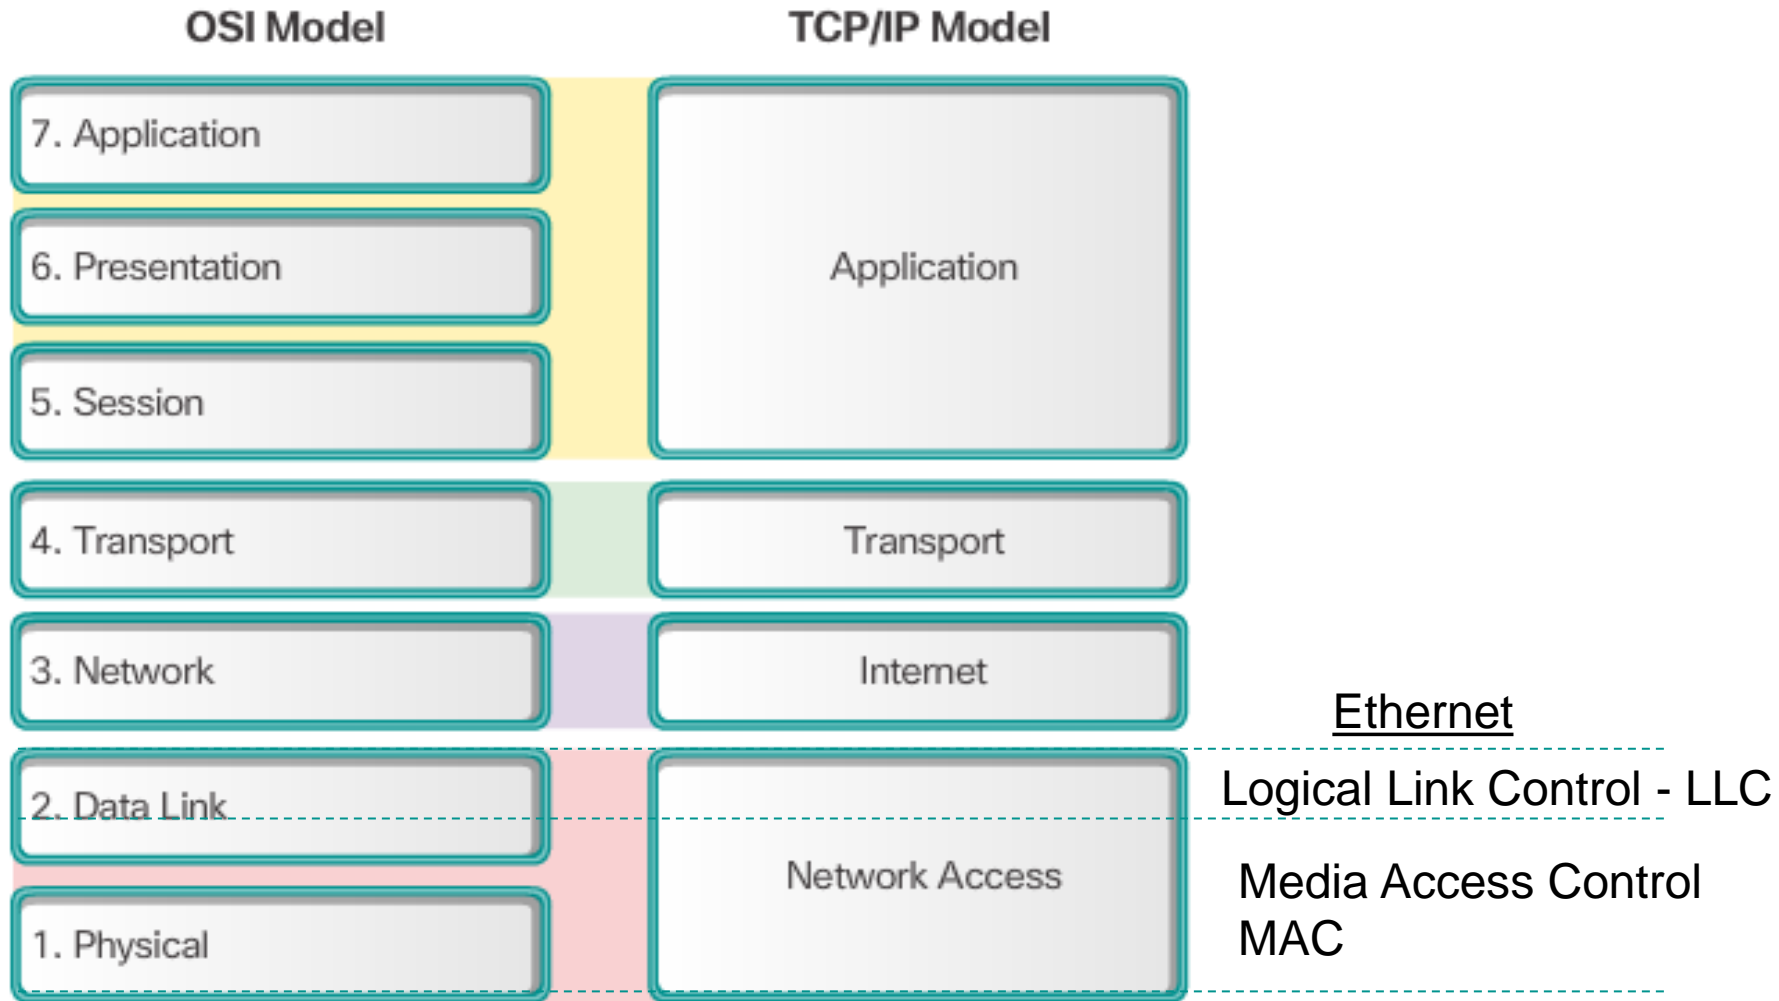 OSI Model
TCP/IP Model
7. Application
6. Presentation
5. Session
Application
4. Transport
Transport
3. Network
Internet
Ethernet
2. Data Link
Logical Link Control - LLC
1. Physical
Network Access
Media Access Control
MAC